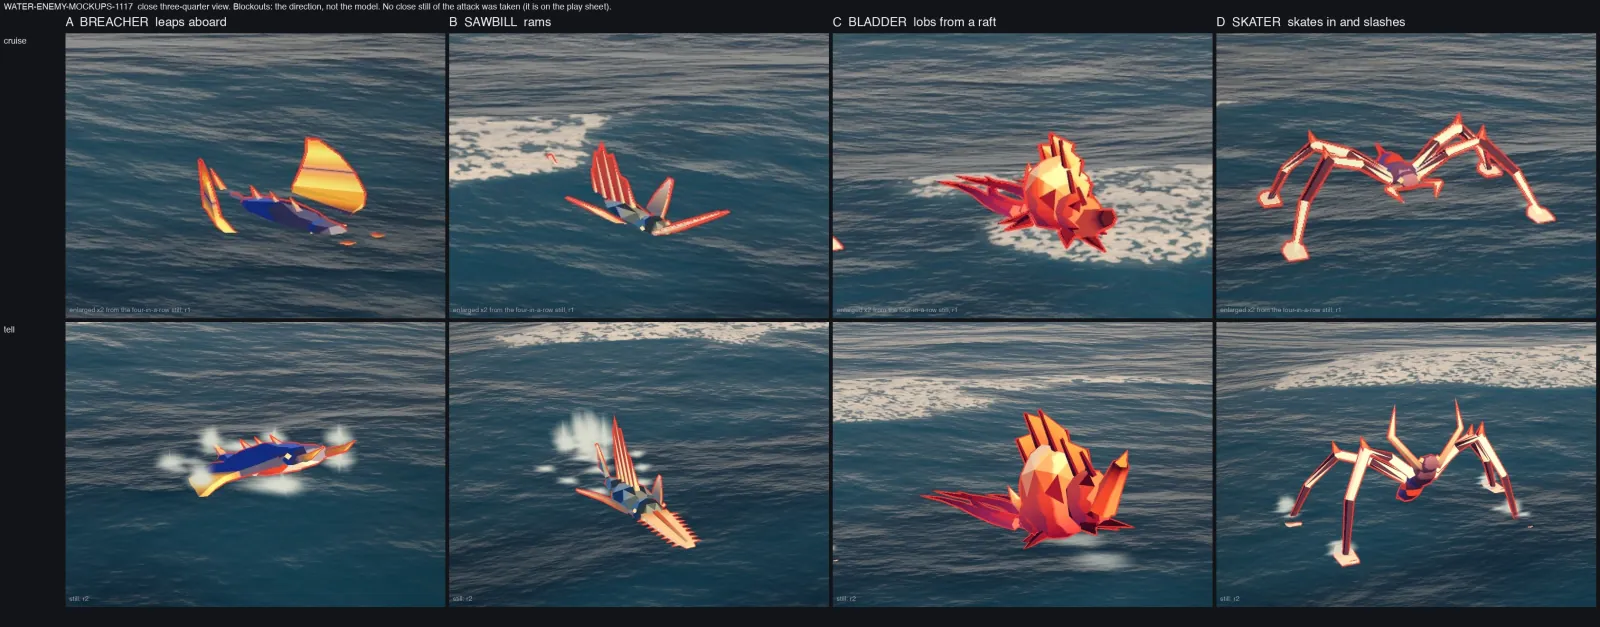 WATER-ENEMY-MOCKUPS-1117 close three-quarter view. Blockouts: the direction, not the model. No close still of the attack was taken (it is on the play sheet).
A BREACHER leaps aboard
B SAWBILL rams
C BLADDER lobs from a raft
D SKATER skates in and slashes
cruise
enlarged x2 from the four-in-a-row still, r1
enlarged x2 from the four-in-a-row still, r1
enlarged x2 from the four-in-a-row still, r1
enlarged x2 from the four-in-a-row still, r1
tell
still: r2
still: r2
still: r2
still: r2